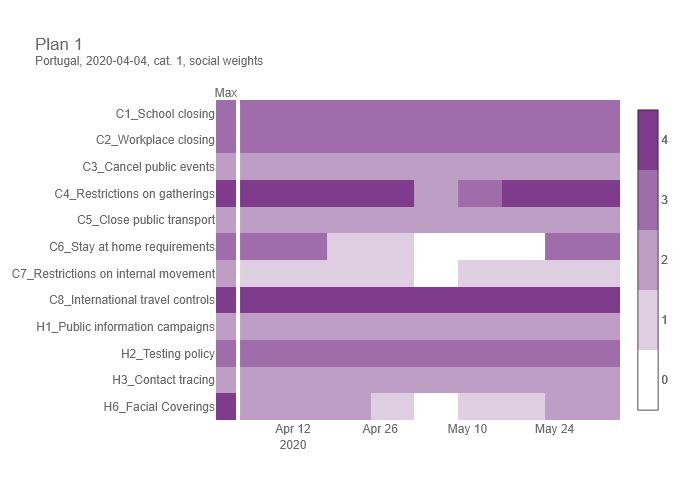 Plan 1
Portugal, 2020-04-04, cat. 1, social weights
Max
C1_School closing
C2_Workplace closing
C3_Cancel public events
C4_Restrictions on gatherings
C5_Close public transport
C6_Stay at home requirements
C7_Restrictions on internal movement
C8_International travel controls
H1_Public information campaigns
H2_Testing policy
H3_Contact tracing
H6_Facial Coverings
Apr 12 Apr 26 May 10 May 24
2020
4
3
2
1
0